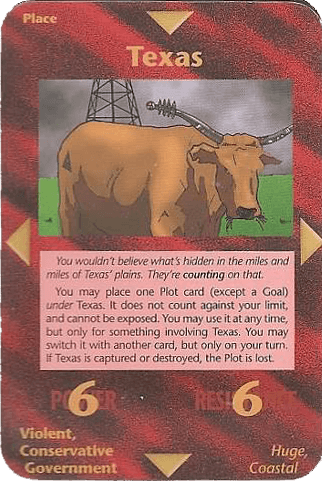 Place
Texas
You wouldn't believe what's hidden in the miles and
miles of Texas' plains. They're counting on that.
You may place one Plot card (except a Goal)
under Texas. It does not count against your limit,
and cannot be exposed. You may use it at any time,
but only for something involving Texas. You may
switch it with another card, but only on your turn.
If Texas is captured or destroyed, the Plot is lost.
POWER 6 RESISTANCE 6
Violent,
Conservative
Government
Huge,
Coastal